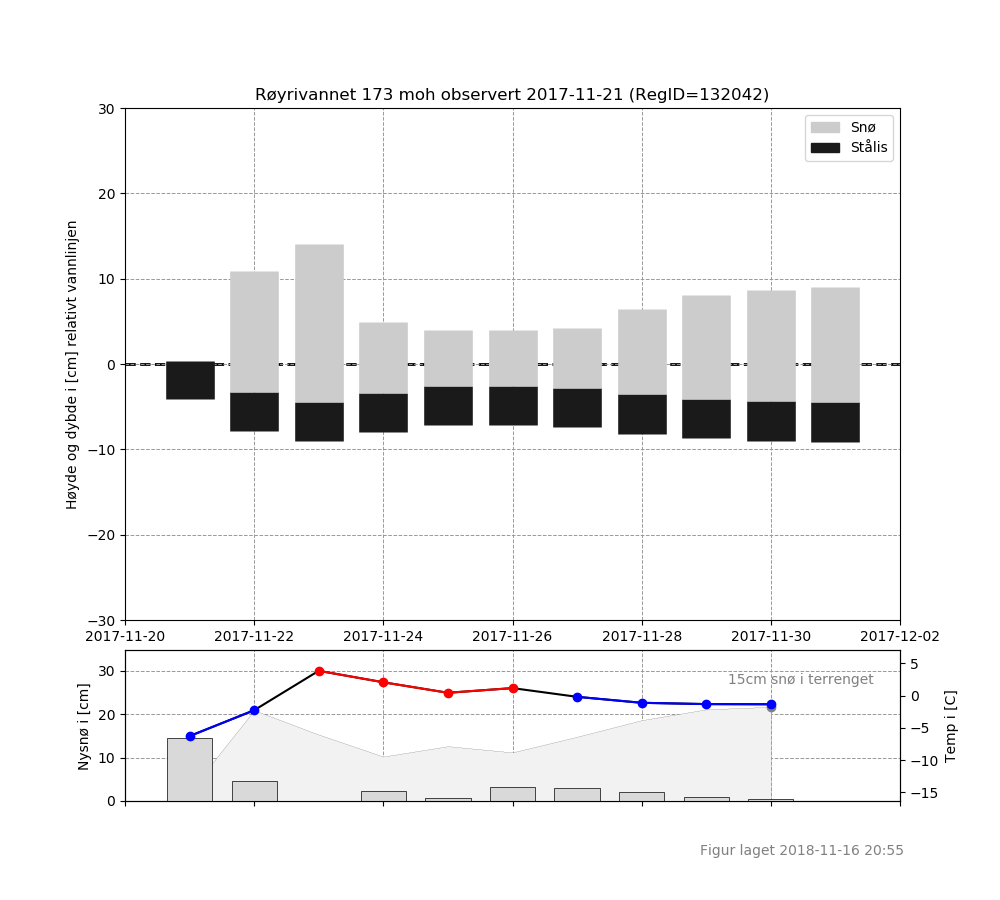 Røyrivannet 173 moh observert 2017-11-21 (RegID=132042)
Snø
Stålis
Høyde og dybde i [cm] relativt vannlinjen
30
20
10
0
−10
−20
−30
2017-11-20 2017-11-22 2017-11-24 2017-11-26 2017-11-28 2017-11-30 2017-12-02
Nysnø i [cm]
30
20
10
0
15cm snø i terrenget
5
0
−5
−10
−15
Temp i [C]
Figur laget 2018-11-16 20:55